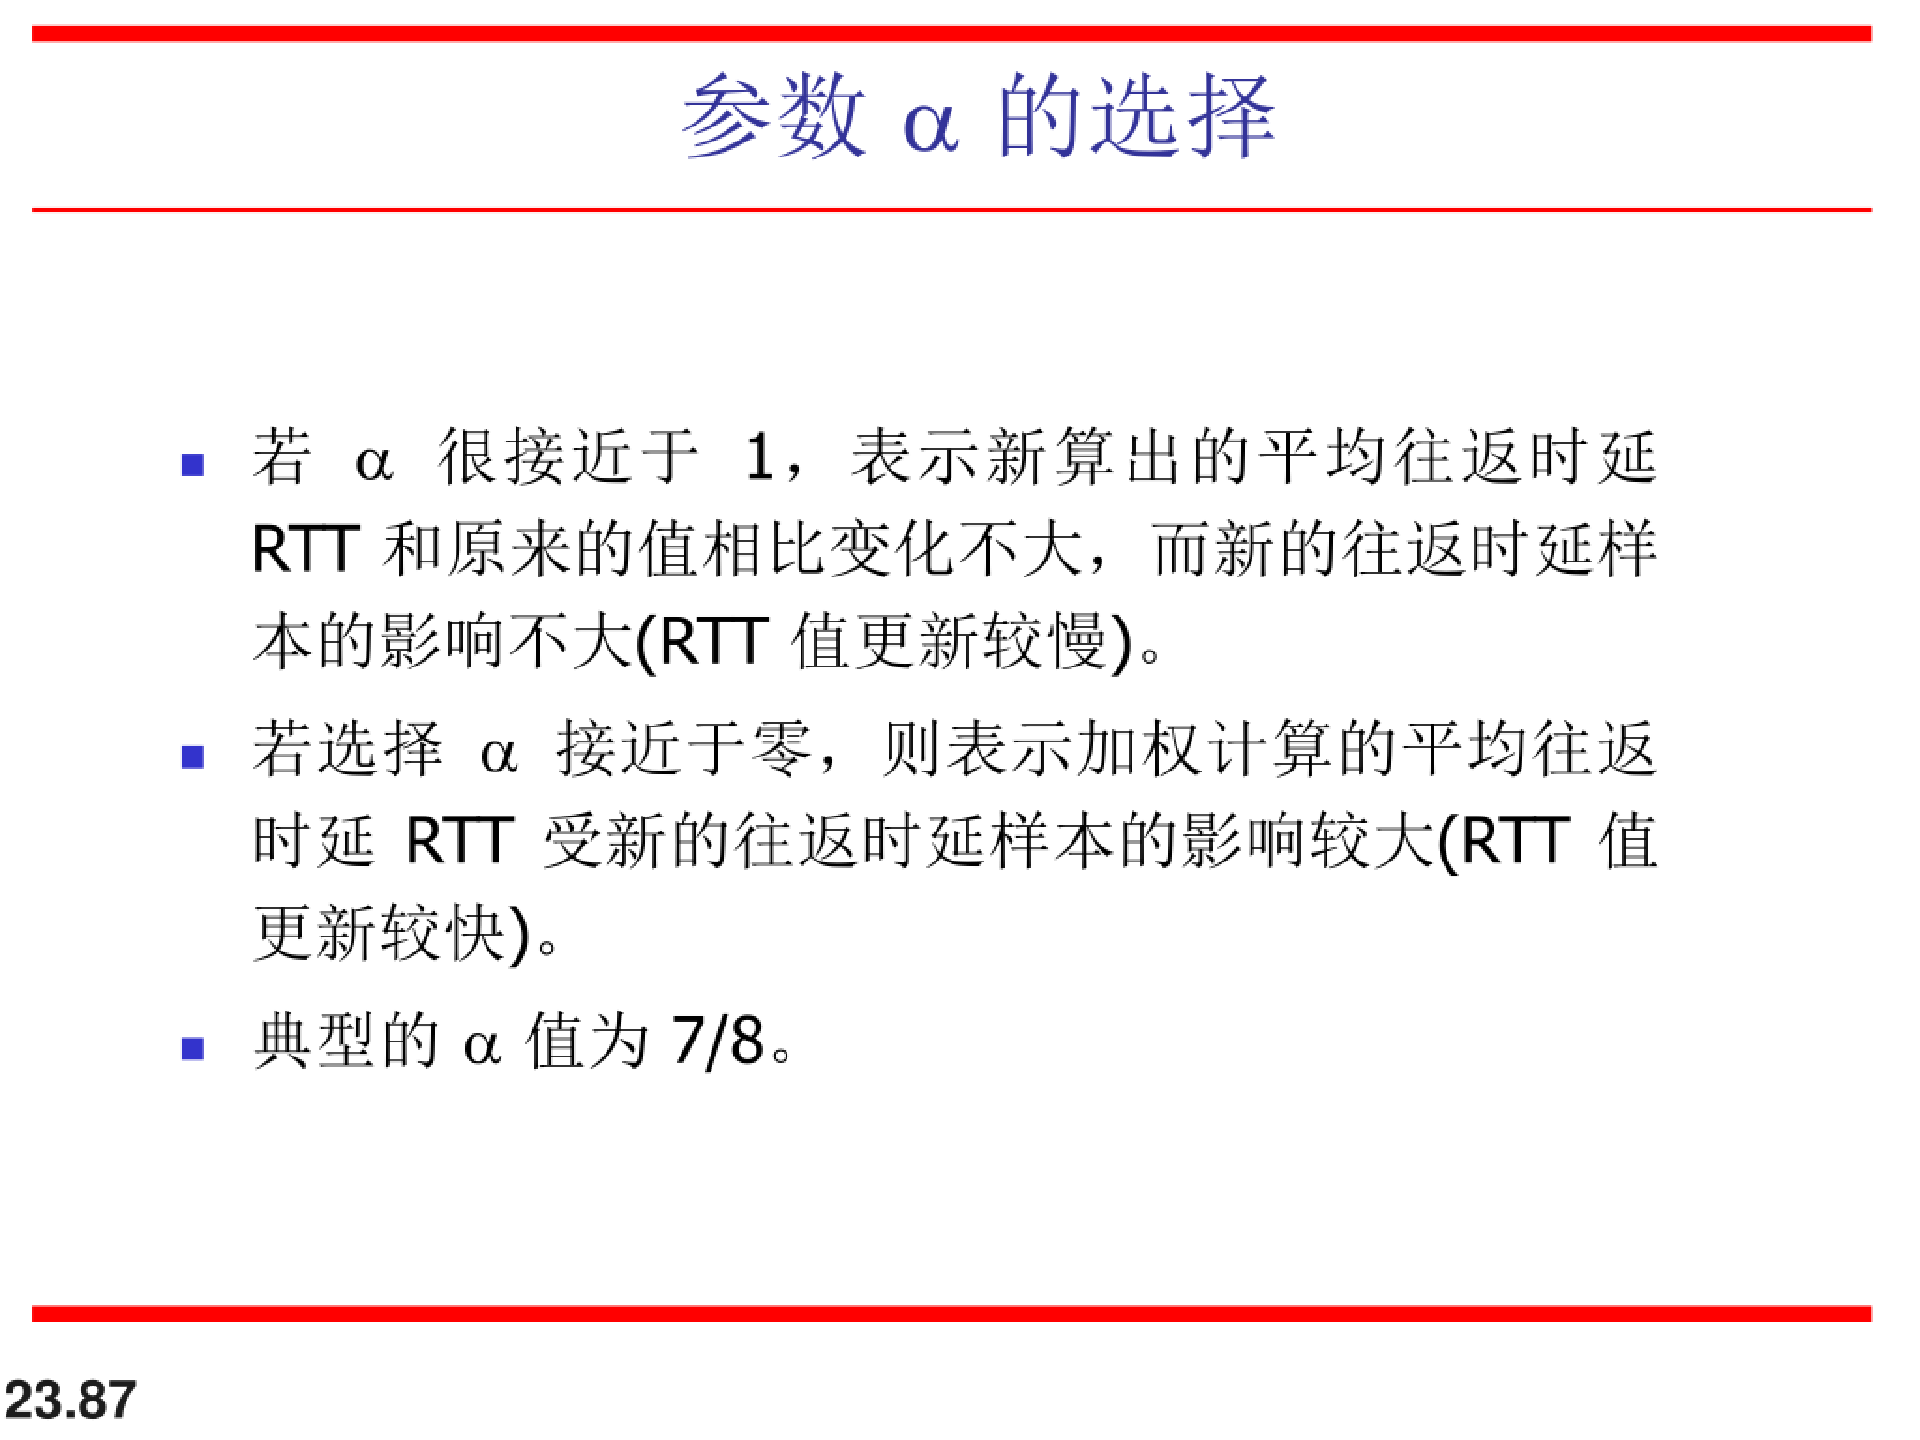 参数 α 的选择
若 α 很接近于 1，表示新算出的平均往返时延
RTT 和原来的值相比变化不大，而新的往返时延样
本的影响不大(RTT 值更新较慢)。
若选择 α 接近于零，则表示加权计算的平均往返
时延 RTT 受新的往返时延样本的影响较大(RTT 值
更新较快)。
典型的 α 值为 7/8。
23.87